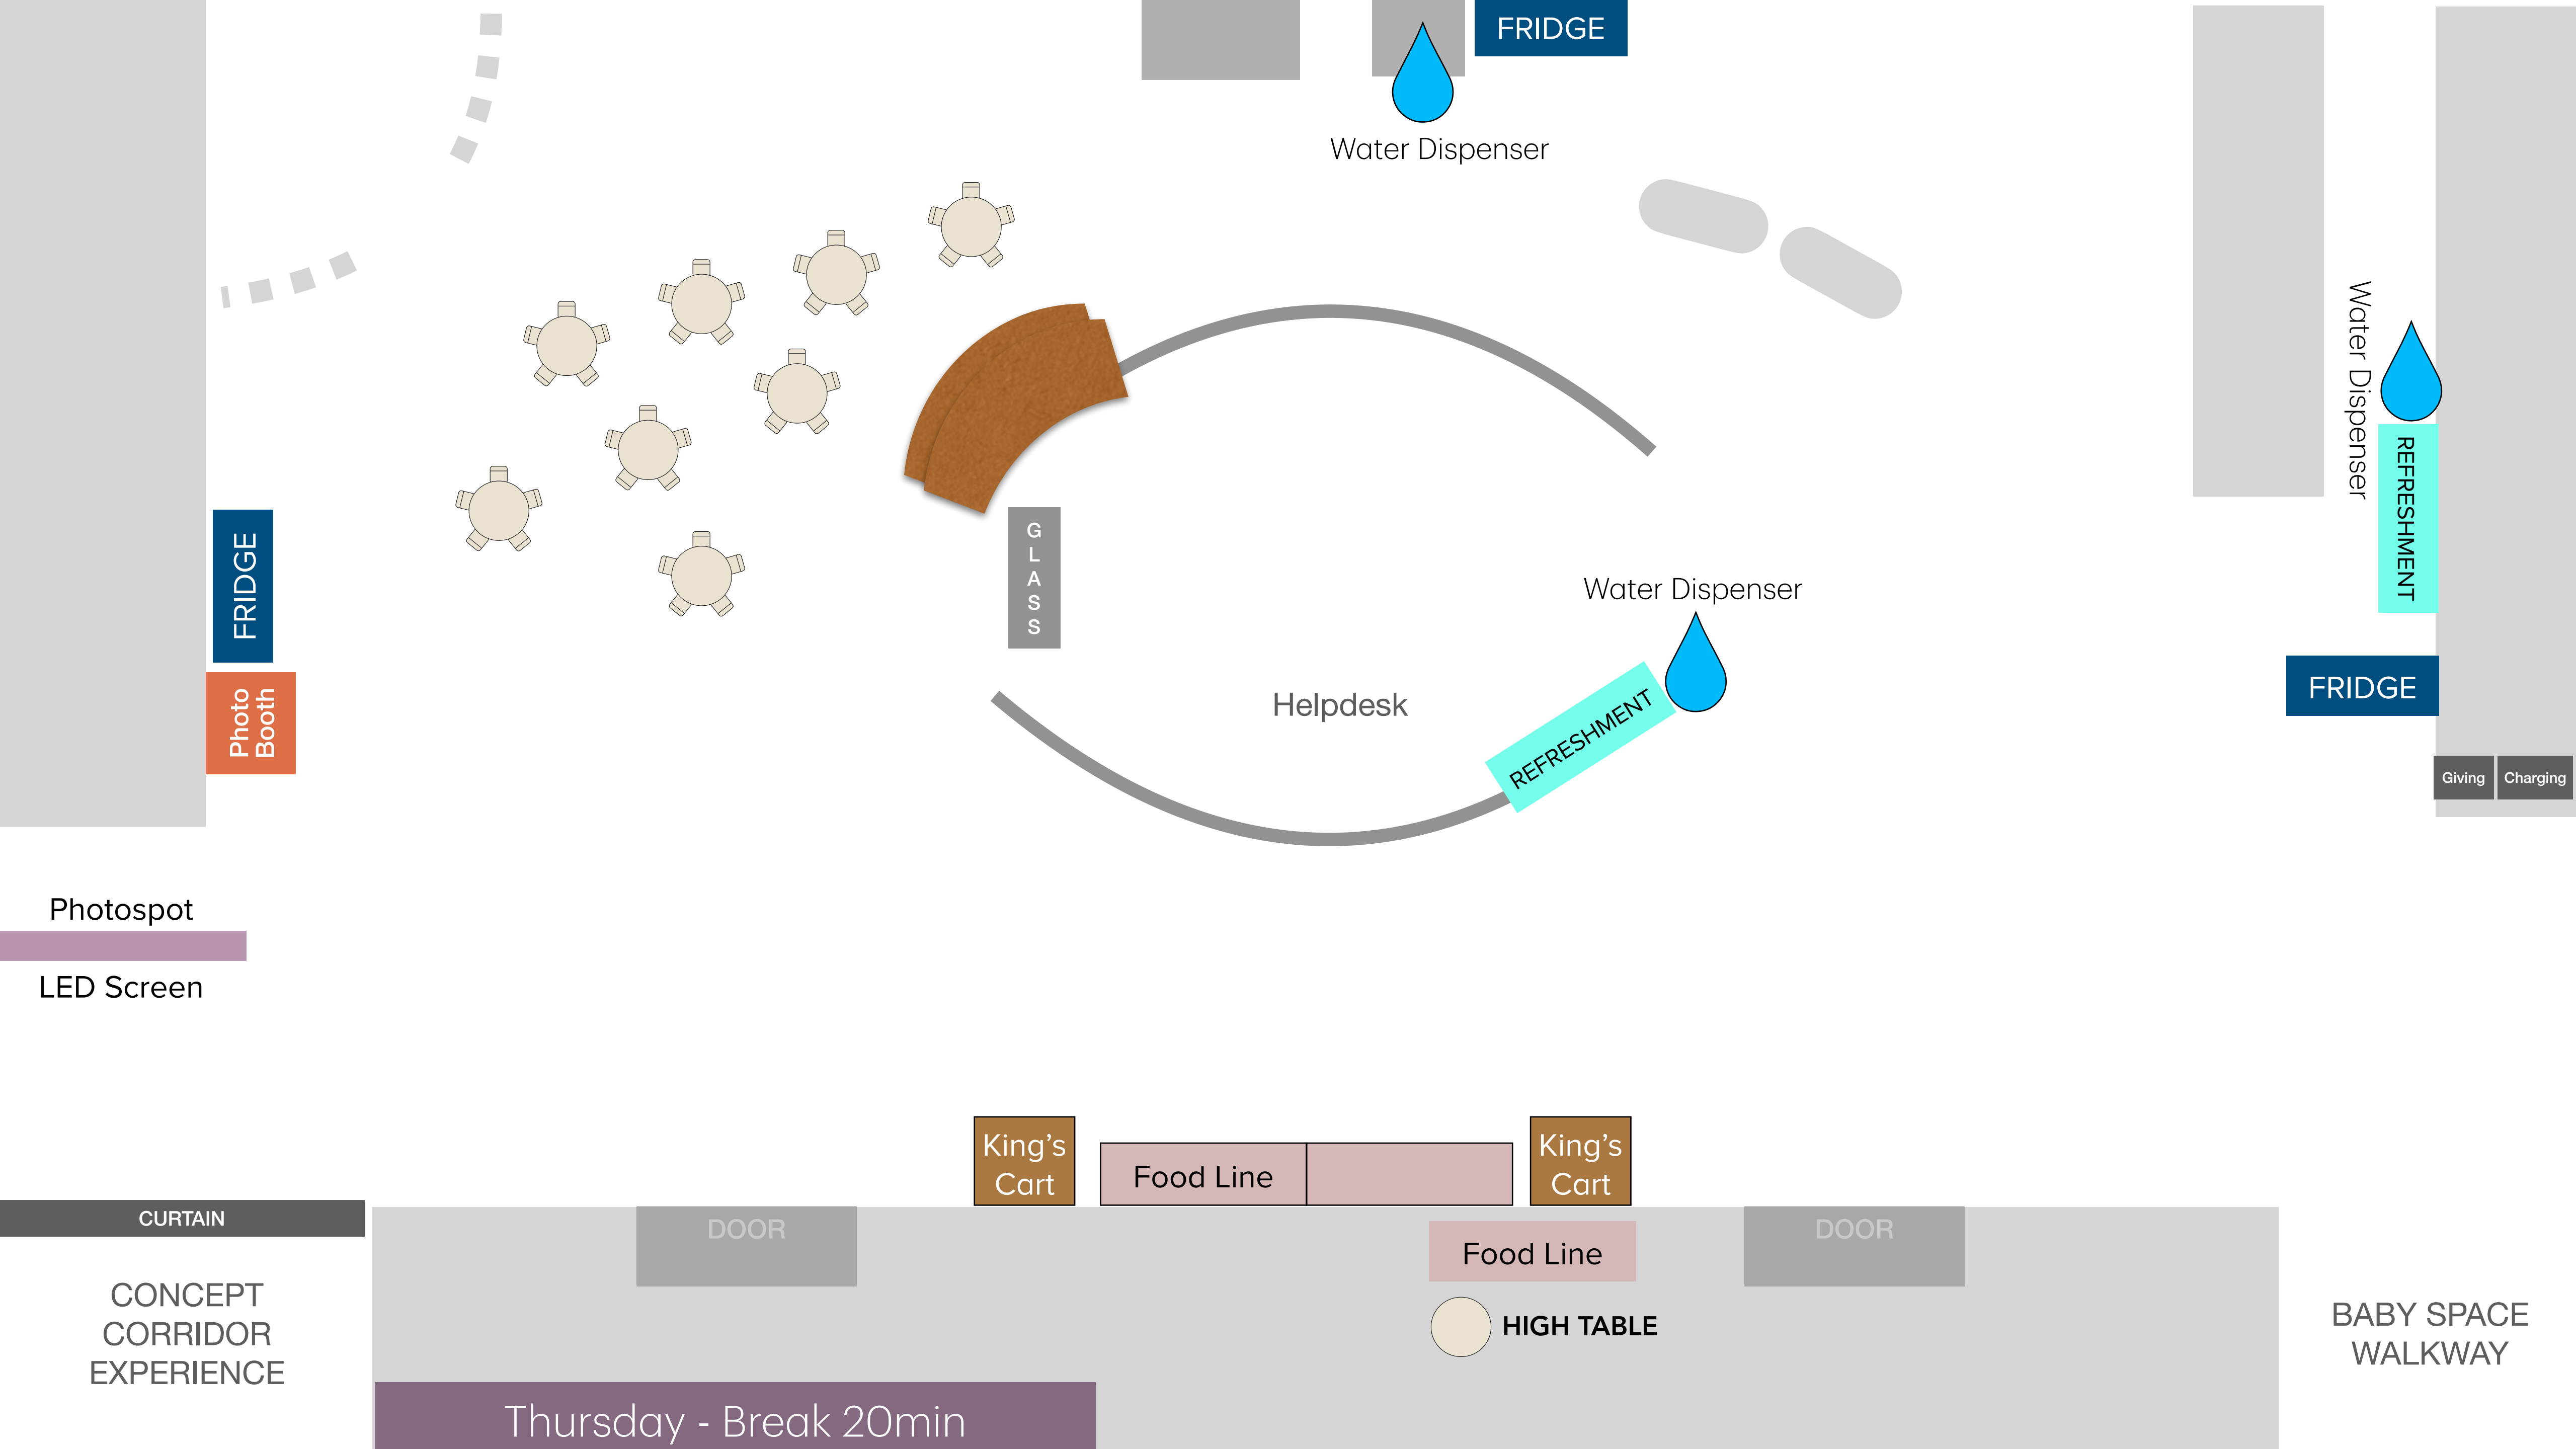 FRIDGE
Water Dispenser
Water Dispenser
REFRESHMENT
G
L
A
S
S
FRIDGE
Photo
Booth
Water Dispenser
REFRESHMENT
Helpdesk
FRIDGE
Giving
Charging
Photospot
LED Screen
King's
Cart
Food Line
King's
Cart
CURTAIN
DOOR
Food Line
DOOR
CONCEPT
CORRIDOR
EXPERIENCE
HIGH TABLE
BABY SPACE
WALKWAY
Thursday - Break 20min